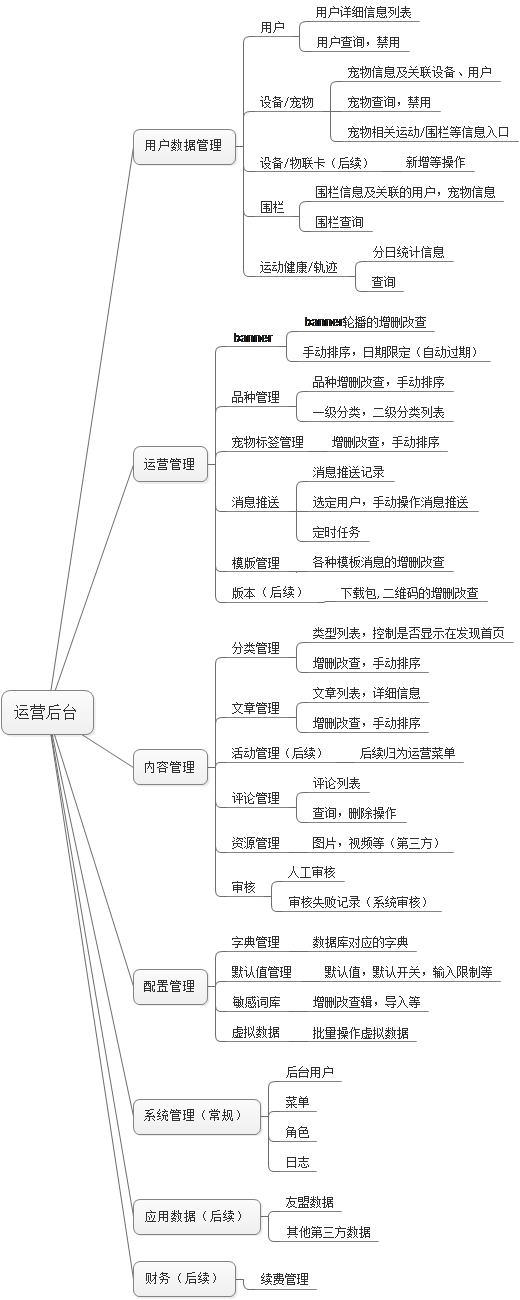 运营后台
用户数据管理
用户
用户详细信息列表
用户查询，禁用
设备/宠物
宠物信息及关联设备、用户
宠物查询，禁用
宠物相关运动/围栏等信息入口
设备/物联卡（后续）
新增等操作
围栏
围栏信息及关联的用户，宠物信息
围栏查询
运动健康/轨迹
分日统计信息
查询
运营管理
banner
banner轮播的增删改查
手动排序，日期限定（自动过期）
品种管理
品种增删改查，手动排序
一级分类，二级分类列表
宠物标签管理
增删改查，手动排序
消息推送
消息推送记录
选定用户，手动操作消息推送
定时任务
模版管理
各种模板消息的增删改查
版本（后续）
下载包,二维码的增删改查
内容管理
分类管理
类型列表，控制是否显示在发现首页
增删改查，手动排序
文章管理
文章列表，详细信息
增删改查，手动排序
活动管理（后续）
后续归为运营菜单
评论管理
评论列表
查询，删除操作
资源管理
图片，视频等（第三方）
审核
人工审核
审核失败记录（系统审核）
配置管理
字典管理
数据库对应的字典
默认值管理
默认值，默认开关，输入限制等
敏感词库
增删改查辑，导入等
虚拟数据
批量操作虚拟数据
系统管理（常规）
后台用户
菜单
角色
日志
应用数据（后续）
友盟数据
其他第三方数据
财务（后续）
续费管理